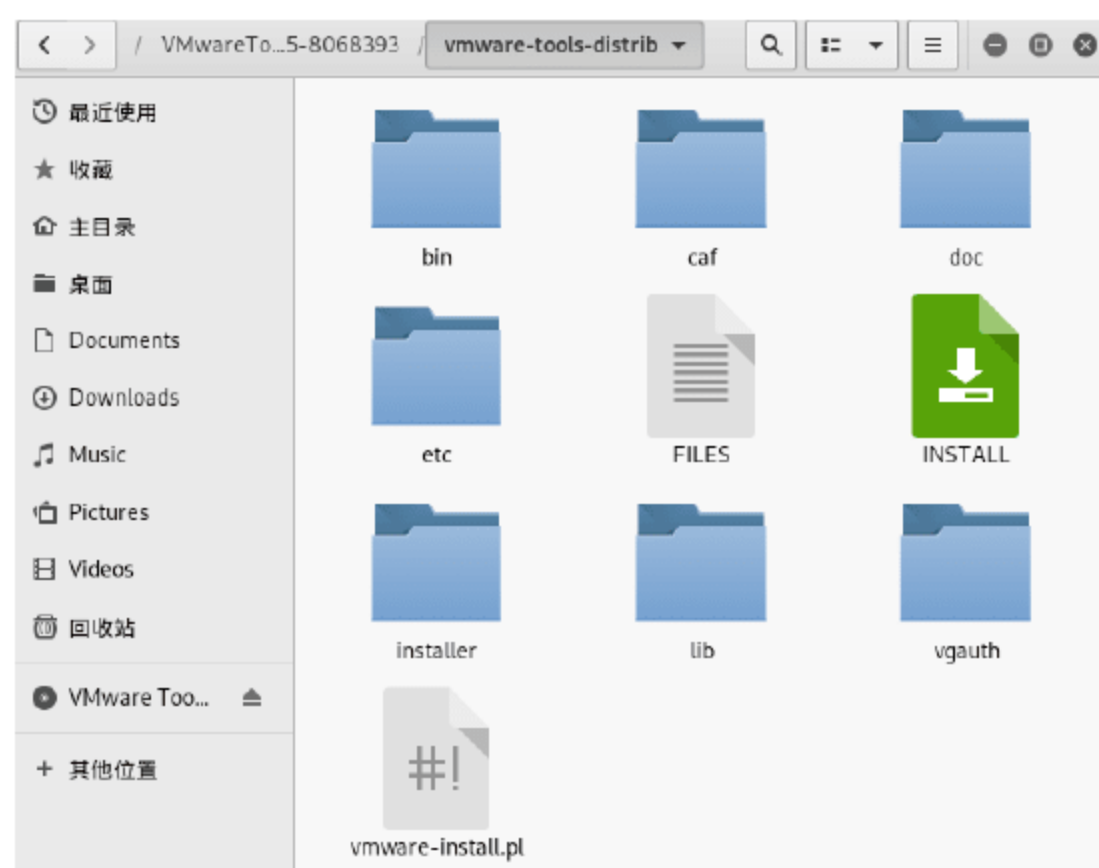 / VMwareTo...5-8068393 / vmware-tools-distrib
最近使用
收藏
主目录
桌面
Documents
Downloads
Music
Pictures
Videos
回收站
VMware Too...
+ 其他位置
bin caf doc
etc FILES INSTALL
installer lib vgauth
#!
vmware-install.pl